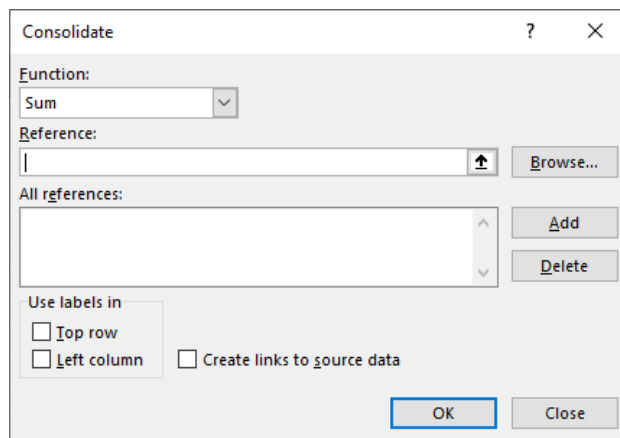 Consolidate ?
Function:
Sum
Reference:
Browse...
All references:
Add
Delete
Use labels in
Top row
Left column
Create links to source data
OK
Close